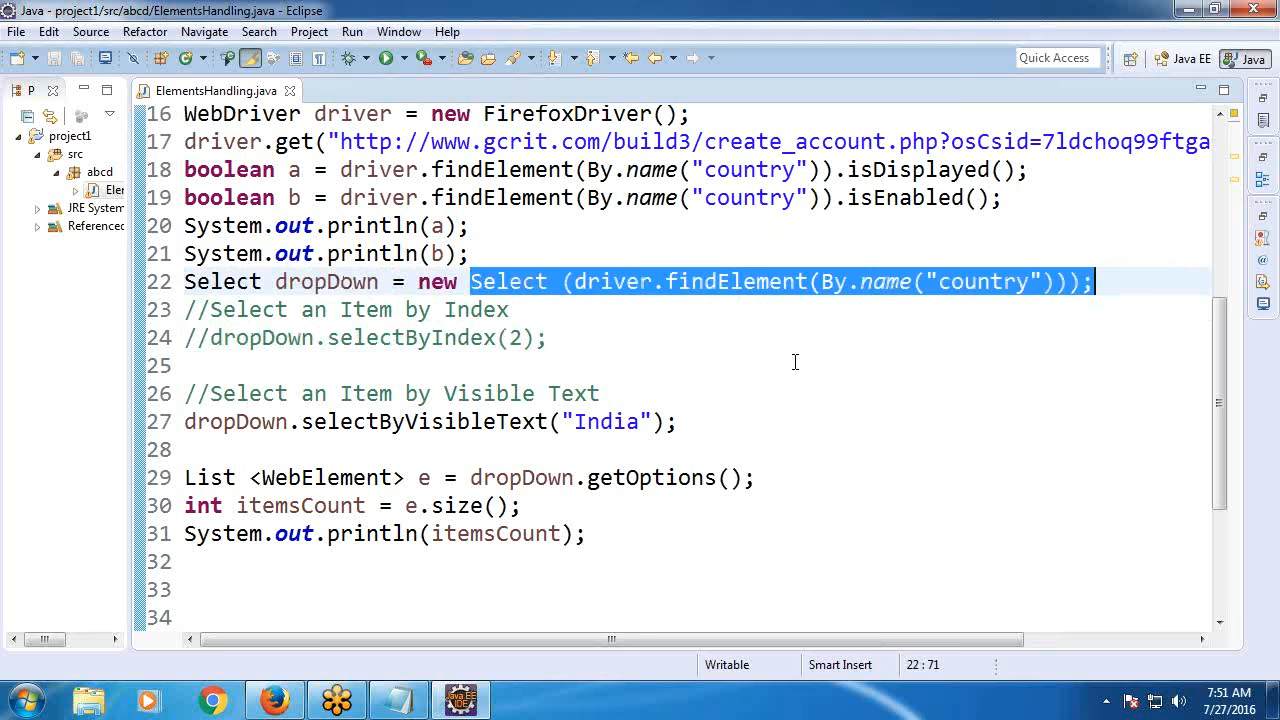 Java - project1/src/abcd/ElementsHandling.java - Eclipse
File Edit Source Refactor Navigate Search Project Run Window Help
Quick Access Java EE Java
P ElementsHandling.java
project1
src
abcd
Eler
JRE System
Referenced
16 WebDriver driver = new FirefoxDriver();
17 driver.get("http://www.gcrit.com/build3/create_account.php?osCsid=7ldchoq99ftga
18 boolean a = driver.findElement(By.name("country")).isDisplayed();
19 boolean b = driver.findElement(By.name("country")).isEnabled();
20 System.out.println(a);
21 System.out.println(b);
22 Select dropDown = new Select (driver.findElement(By.name("country")));
23 //Select an Item by Index
24 //dropDown.selectByIndex(2);
25
26 //Select an Item by Visible Text
27 dropDown.selectByVisibleText("India");
28
29 List <WebElement> e = dropDown.getOptions();
30 int itemsCount = e.size();
31 System.out.println(itemsCount);
32
33
34
Writable Smart Insert 22 : 71
Java EE IDE
7:51 AM
7/27/2016